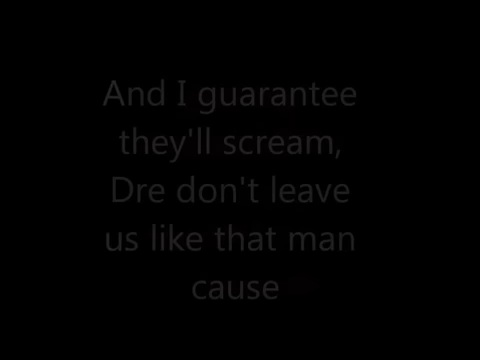 And I guarantee
they'll scream,
Dre don't leave
us like that man
cause